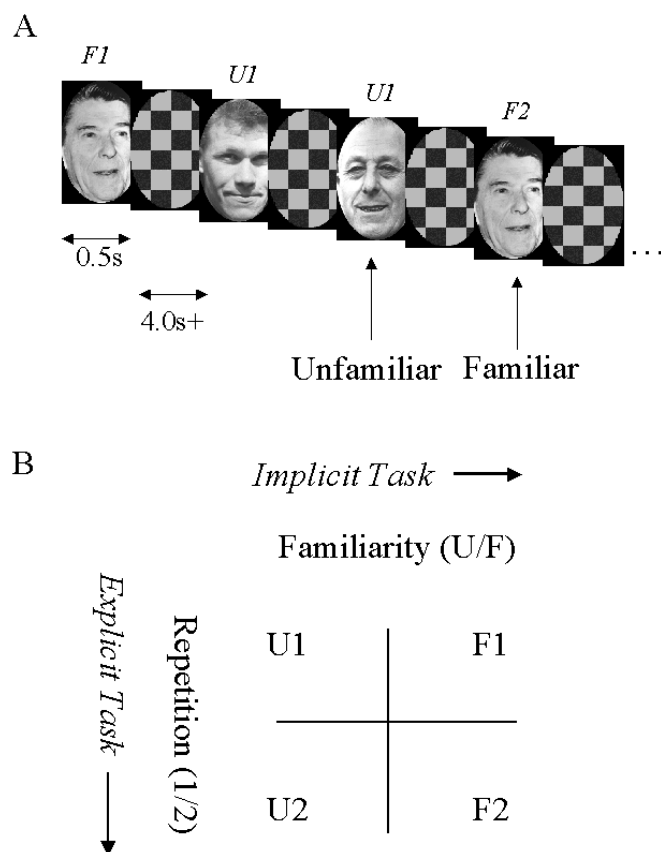 A
F1
U1
U1
F2
0.5s
4.0s+
...
Unfamiliar Familiar
B
Implicit Task
Familiarity (U/F)
Explicit Task
Repetition (1/2)
U1 F1
U2 F2